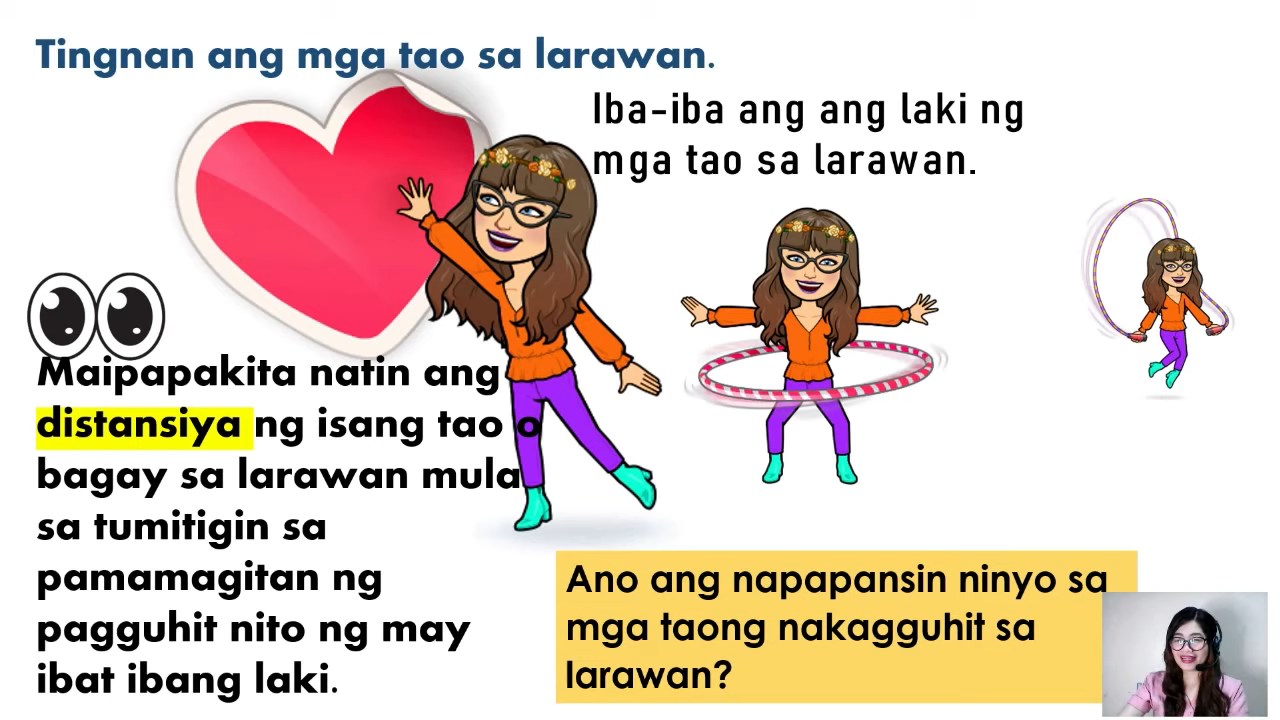 Tingnan ang mga tao sa larawan.
Iba-iba ang ang laki ng
mga tao sa larawan.
Maipapakita natin ang
distansiya ng isang tao o
bagay sa larawan mula
sa tumitigin sa
pamamagitan ng
pagguhit nito ng may
ibat ibang laki.
Ano ang napapansin ninyo sa
mga taong nakagguhit sa
larawan?